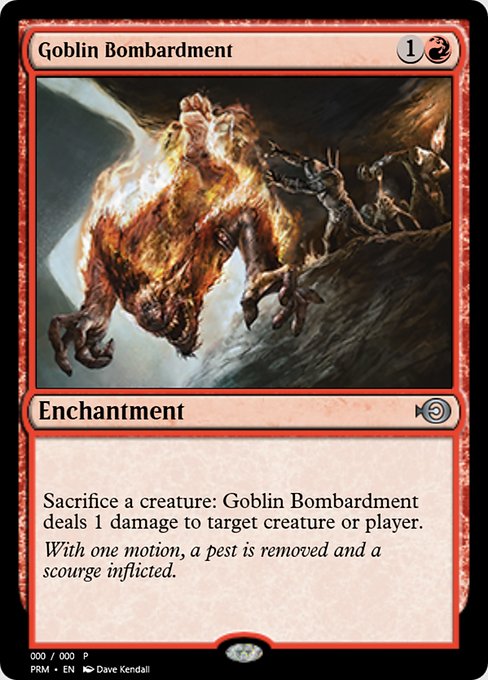 Goblin Bombardment 1
Enchantment
Sacrifice a creature: Goblin Bombardment
deals 1 damage to target creature or player.
With one motion, a pest is removed and a
scourge inflicted.
000 / 000 P
PRM • EN Dave Kendall